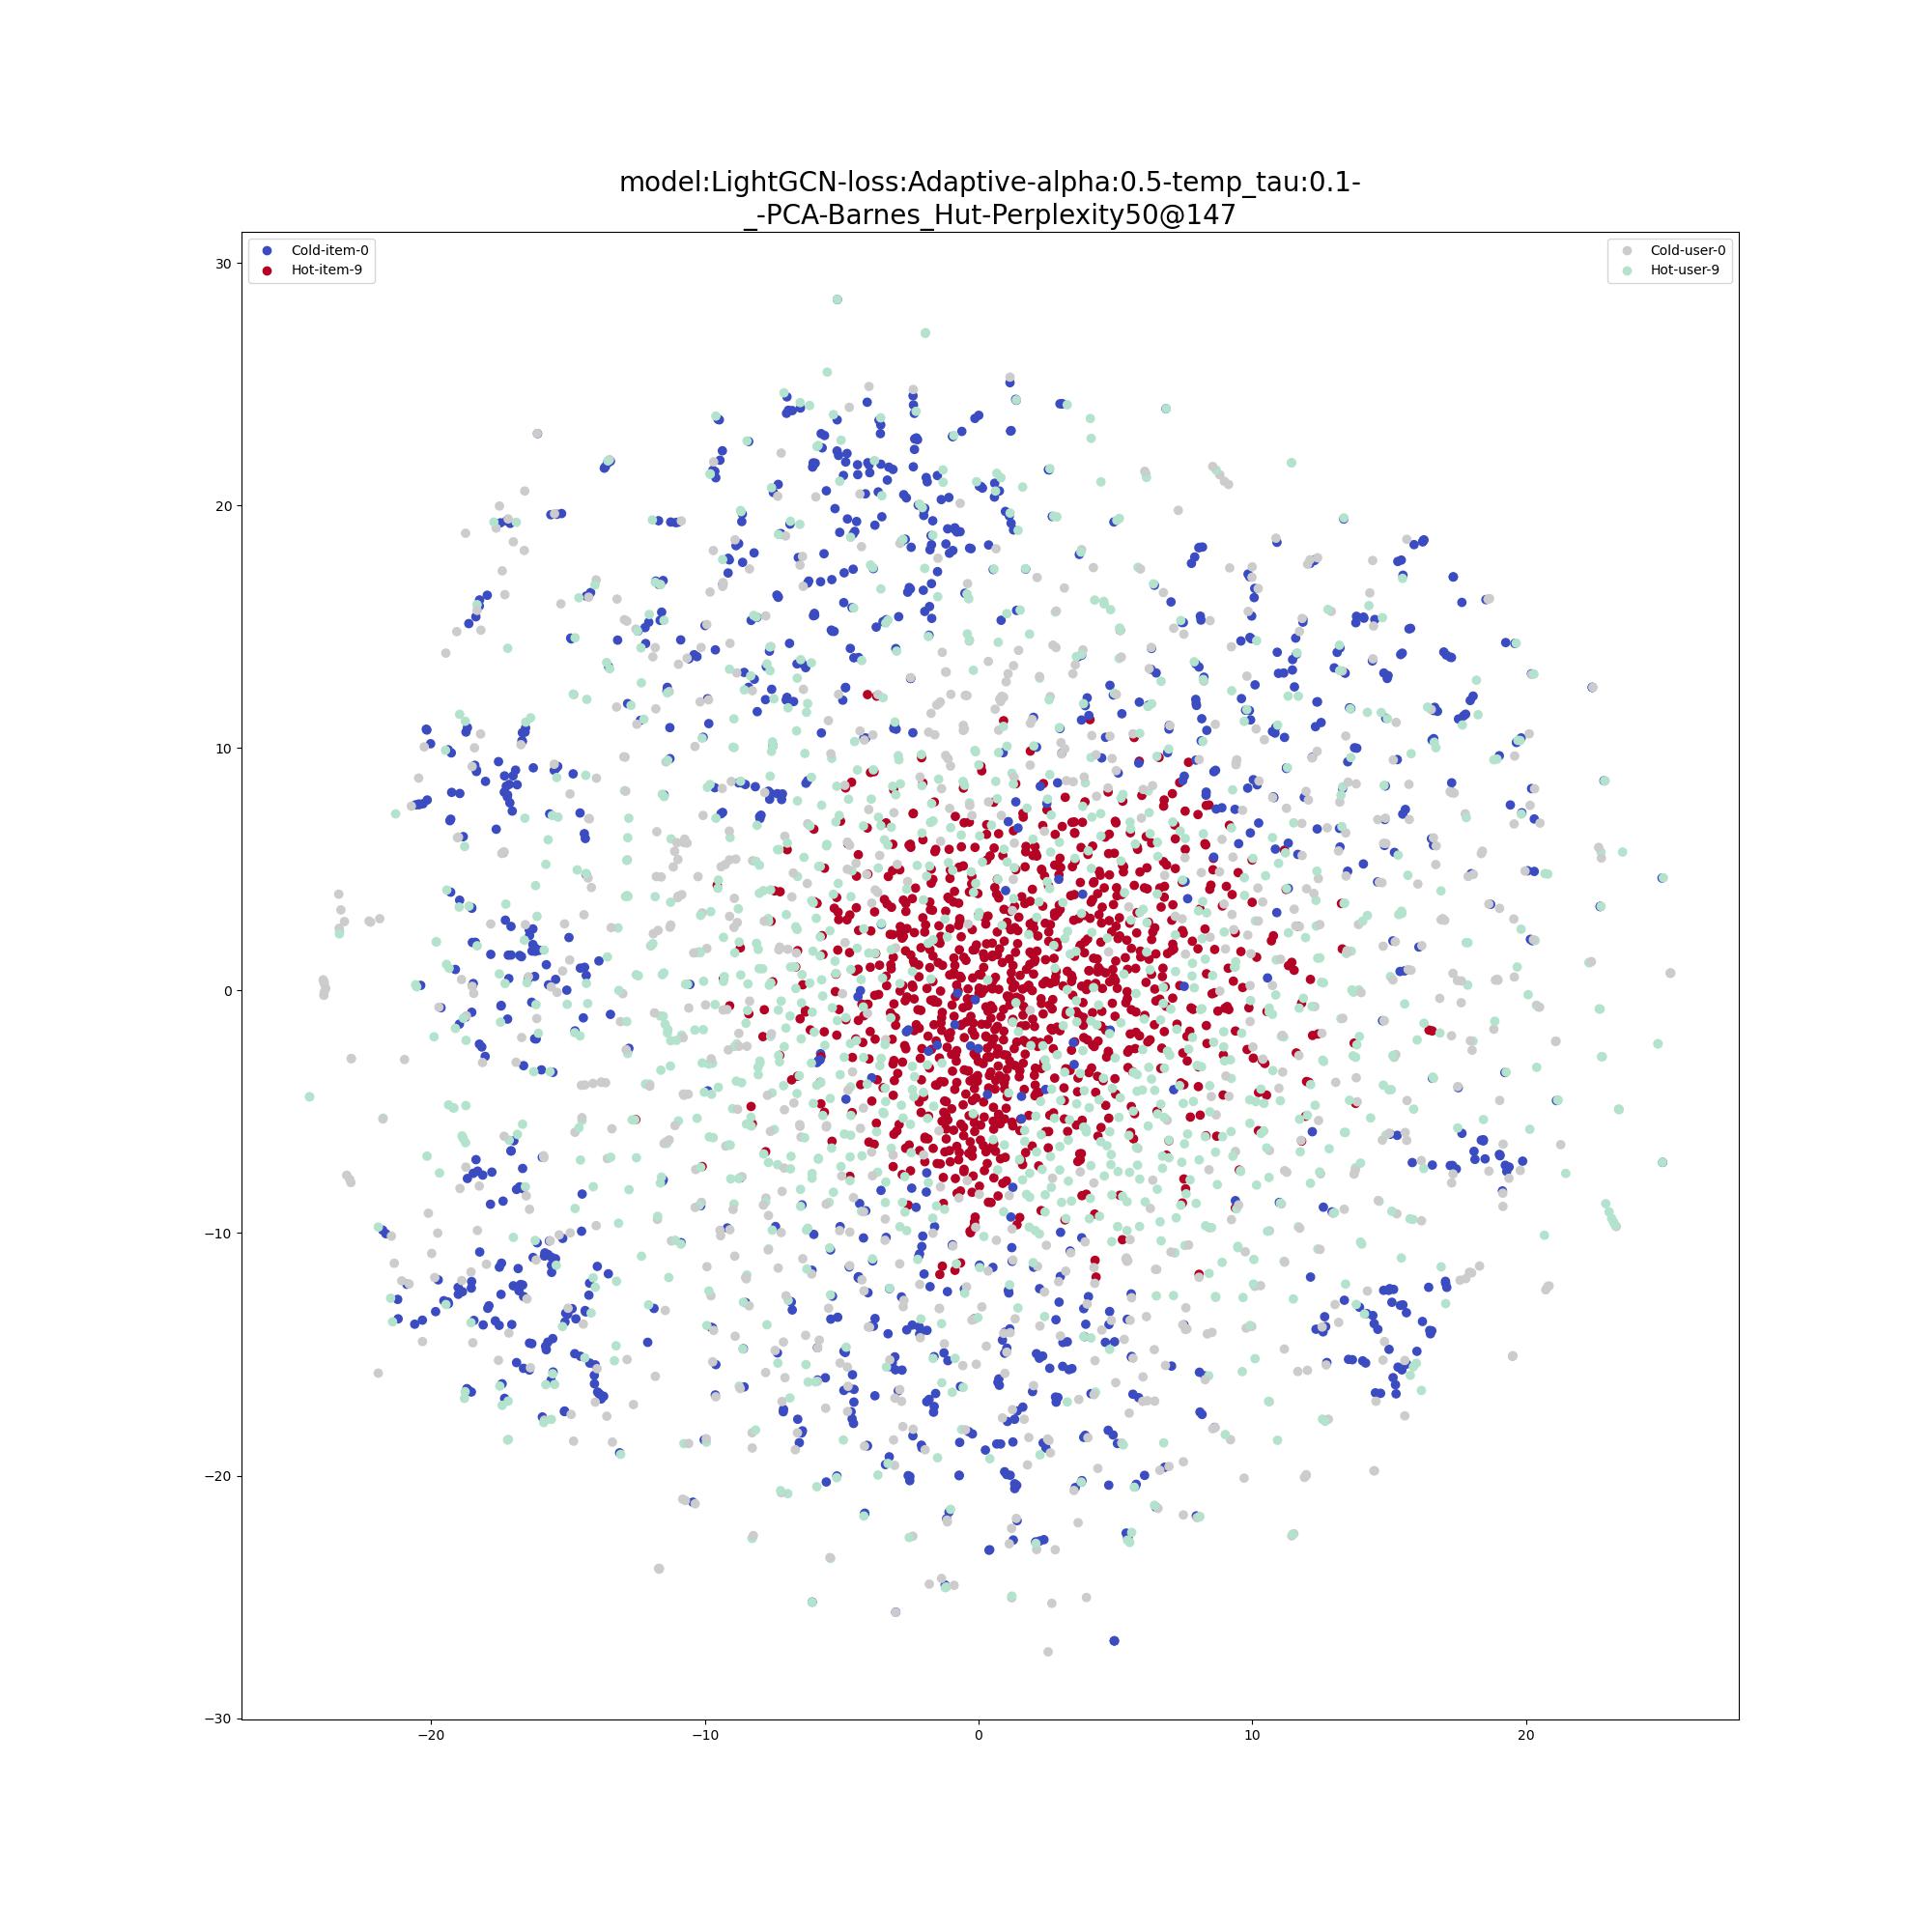 model:LightGCN-loss:Adaptive-alpha:0.5-temp_tau:0.1-
_-PCA-Barnes_Hut-Perplexity50@147
Cold-item-0
Hot-item-9
Cold-user-0
Hot-user-9
30
20
10
0
−10
−20
−30
−20
−10
0
10
20